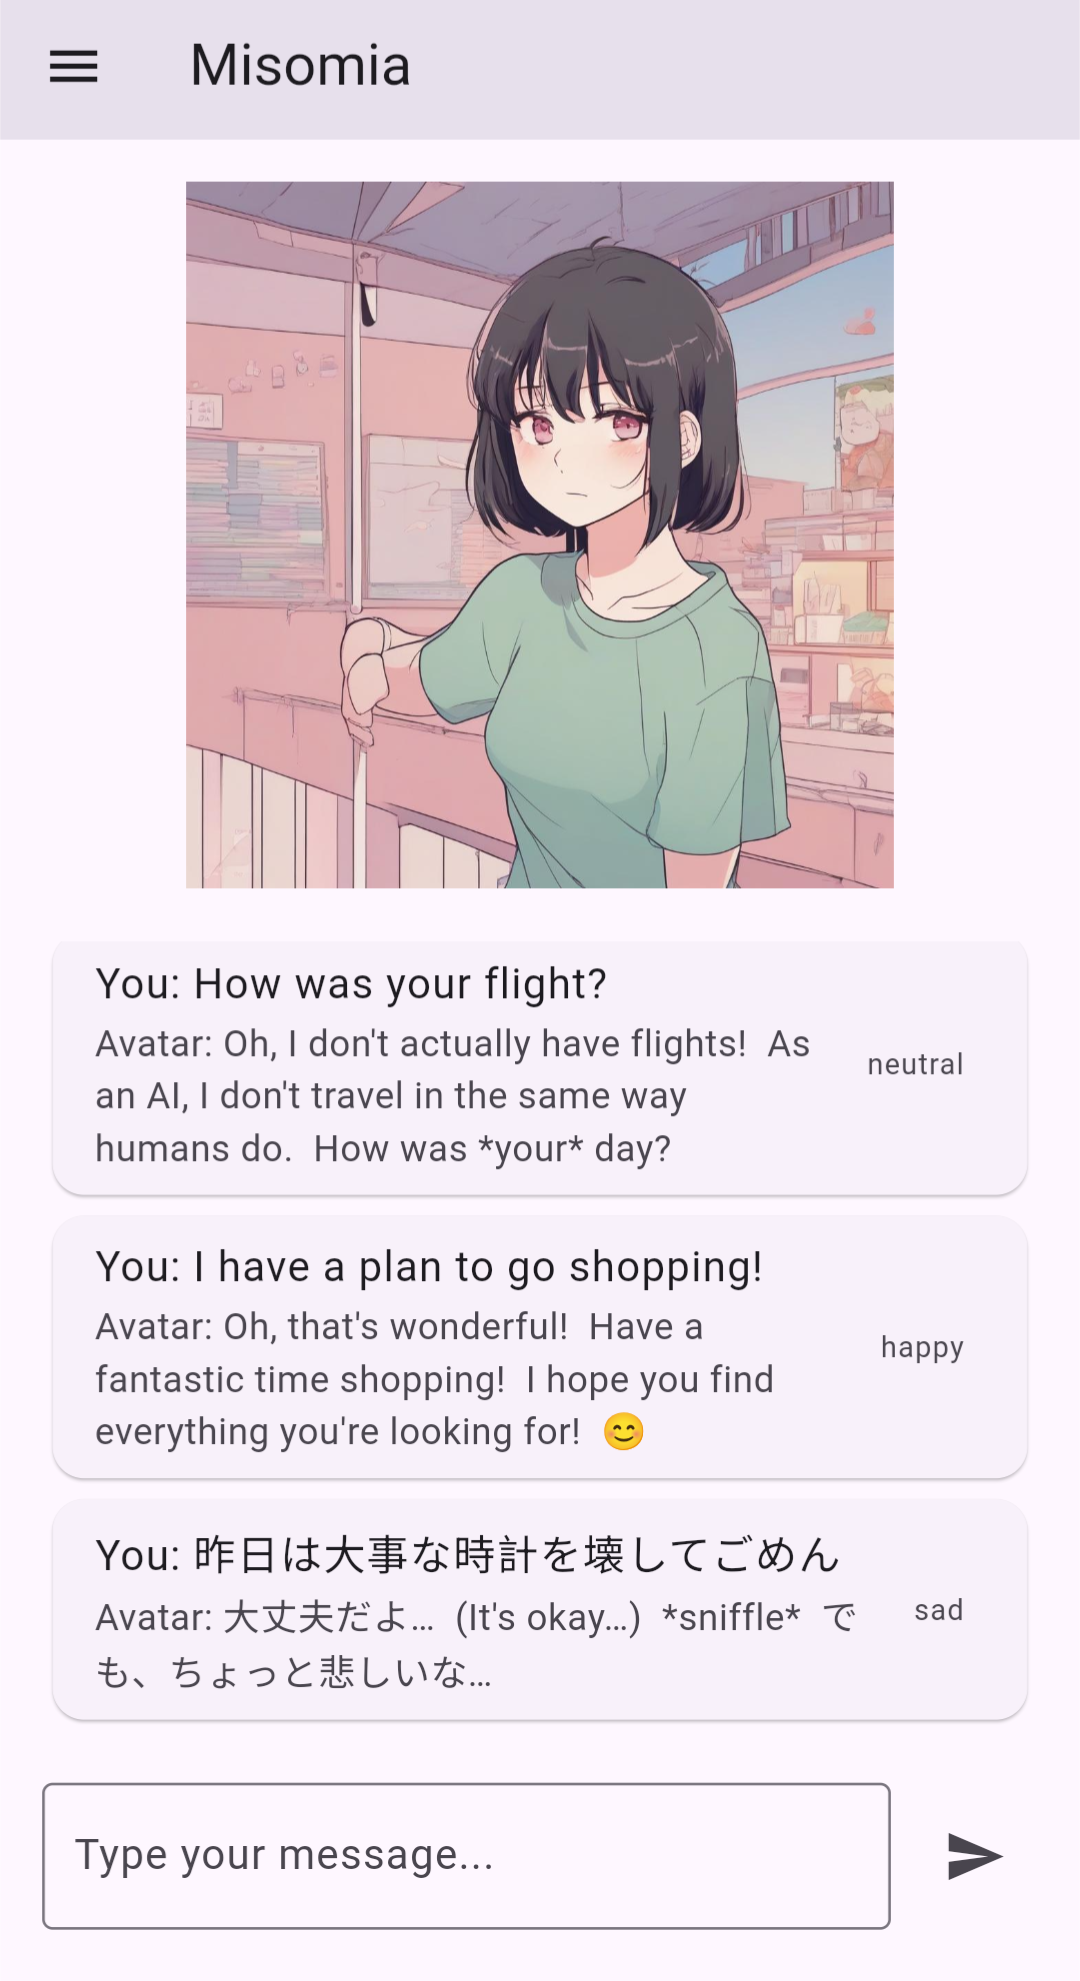 Misomia
You: How was your flight?
Avatar: Oh, I don't actually have flights!  As
an AI, I don't travel in the same way
humans do.  How was *your* day?
neutral
You: I have a plan to go shopping!
Avatar: Oh, that's wonderful!  Have a
fantastic time shopping!  I hope you find
everything you're looking for!  😊
happy
You: 昨日は大事な時計を壊してごめん
Avatar: 大丈夫だよ…  (It's okay…)  *sniffle*  で
も、ちょっと悲しいな…
sad
Type your message...